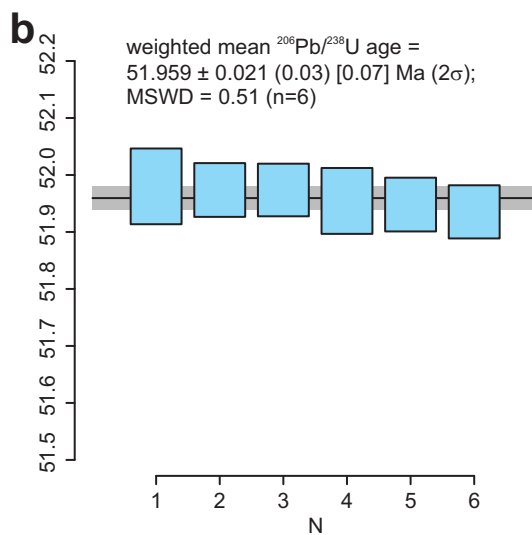 b
weighted mean ²⁰⁶Pb/²³⁸U age =
51.959 ± 0.021 (0.03) [0.07] Ma (2σ);
MSWD = 0.51 (n=6)
52.2
52.1
52.0
51.9
51.8
51.7
51.6
51.5
1 2 3 4 5 6
N